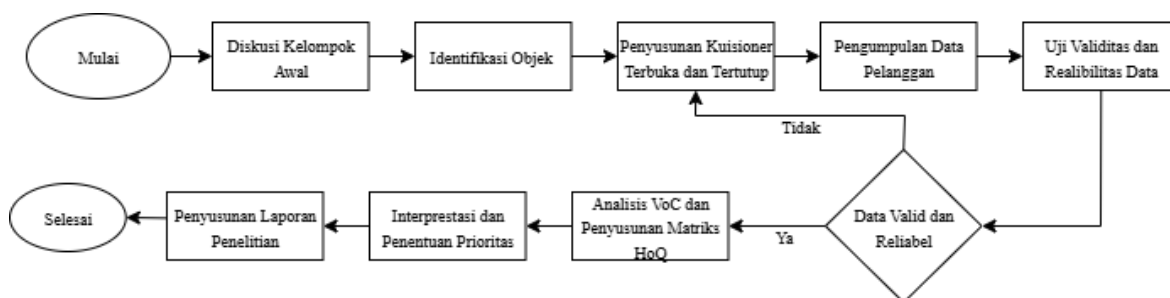 Mulai
Diskusi Kelompok
Awal
Identifikasi Objek
Penyusunan Kuisioner
Terbuka dan Tertutup
Pengumpulan Data
Pelanggan
Uji Validitas dan
Realibilitas Data
Tidak
Data Valid dan
Reliabel
Ya
Analisis VoC dan
Penyusunan Matriks
HoQ
Interprestasi dan
Penentuan Prioritas
Penyusunan Laporan
Penelitian
Selesai